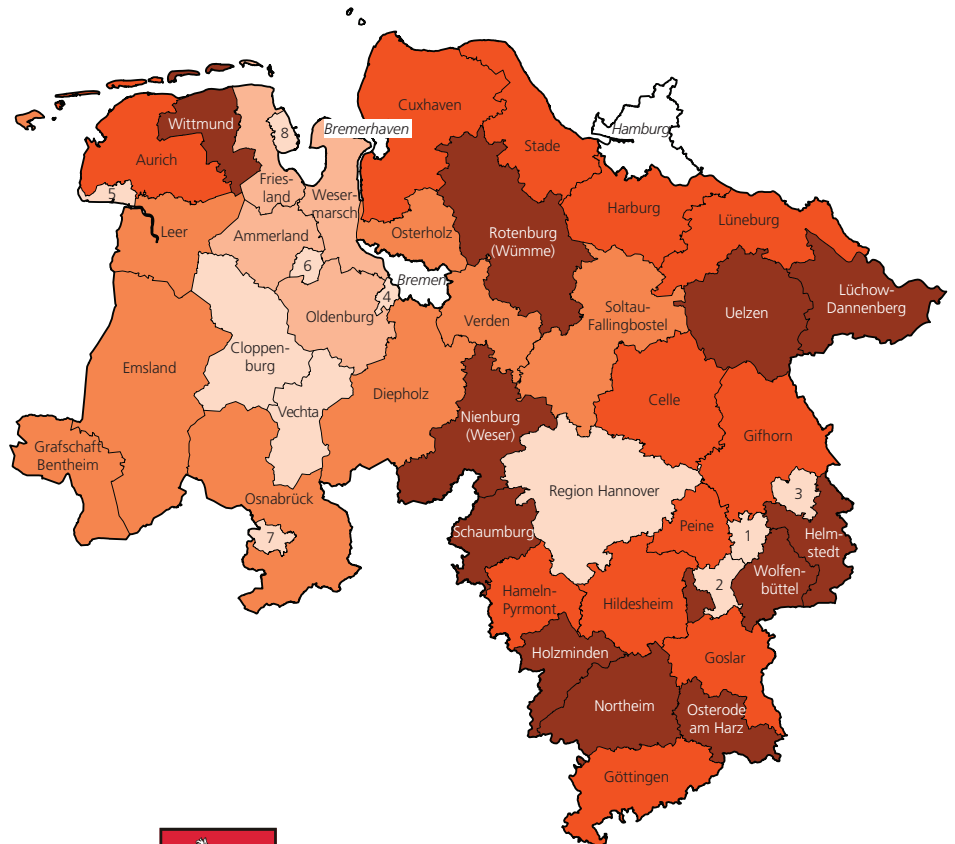 Cuxhaven
Wittmund
8
Bremerhaven
Hamburg
Stade
Aurich
Fries-
land
5
Weser-
marsch
Harburg
Lüneburg
Leer
Ammerland
Osterholz
Rotenburg
(Wümme)
6
Bremen
4
Lüchow-
Dannenberg
Oldenburg
Verden
Soltau-
Fallingbostel
Uelzen
Cloppen-
burg
Emsland
Diepholz
Celle
Vechta
Nienburg
(Weser)
Gifhorn
Grafschaft
Bentheim
Osnabrück
Region Hannover
3
7
Schaumburg
Peine
1
Helm-
stedt
Wolfen-
büttel
2
Hameln-
Pyrmont
Hildesheim
Holzminden
Goslar
Northeim
Osterode
am Harz
Göttingen